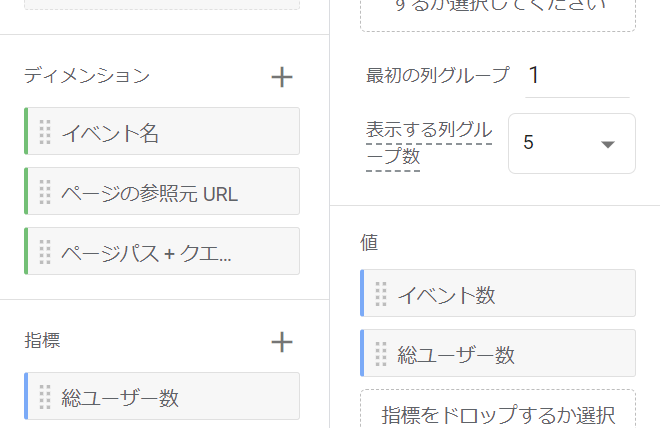 ディメンション
イベント名
ページの参照元 URL
ページパス + クエ...
指標
総ユーザー数
するか選択してください
最初の列グループ 1
表示する列グル
ープ数
5
値
イベント数
総ユーザー数
指標をドロップするか選択